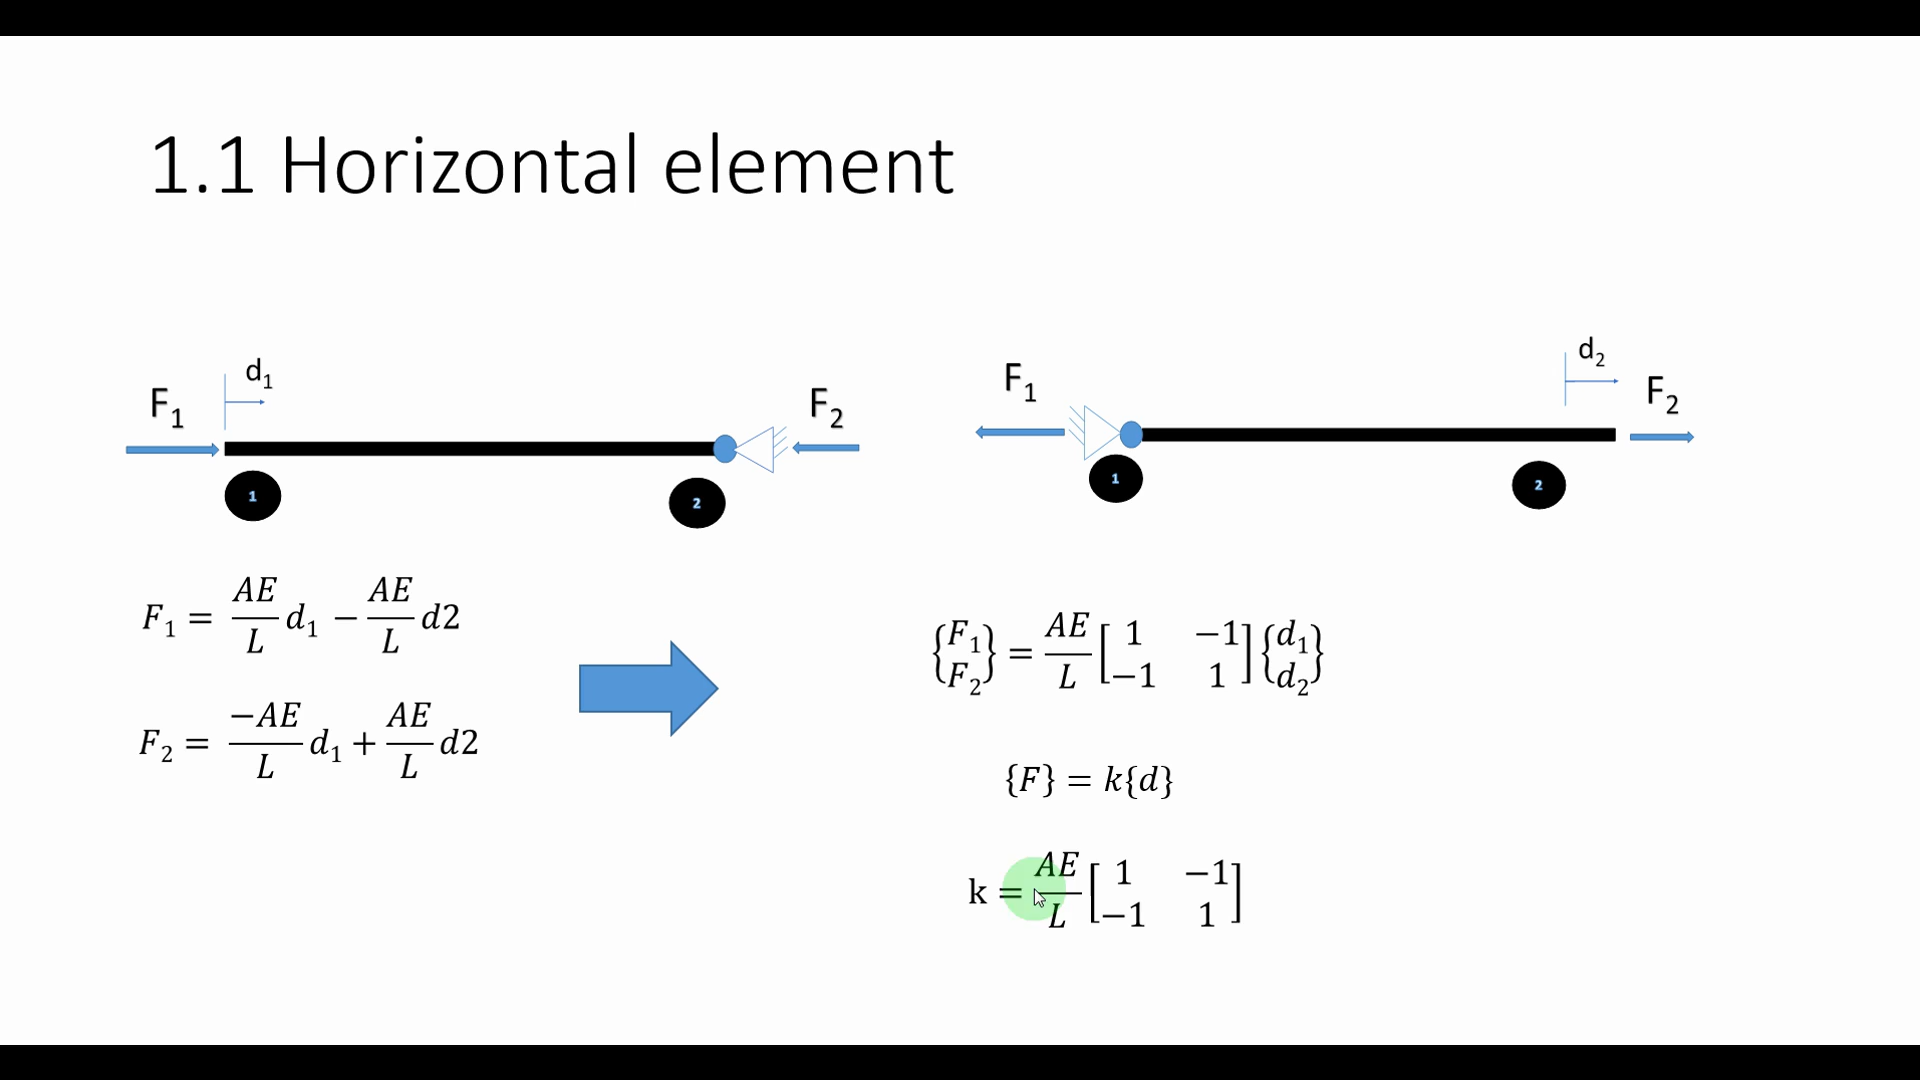 1.1 Horizontal element
F₁
d₁
F₂
1
2
F₁
d₂
F₂
1
2
F₁ = AE/L d₁ − AE/L d2
F₂ = −AE/L d₁ + AE/L d2
{F₁ F₂} = AE/L [1 −1 −1 1] {d₁ d₂}
{F} = k{d}
k = AE/L [1 −1 −1 1]